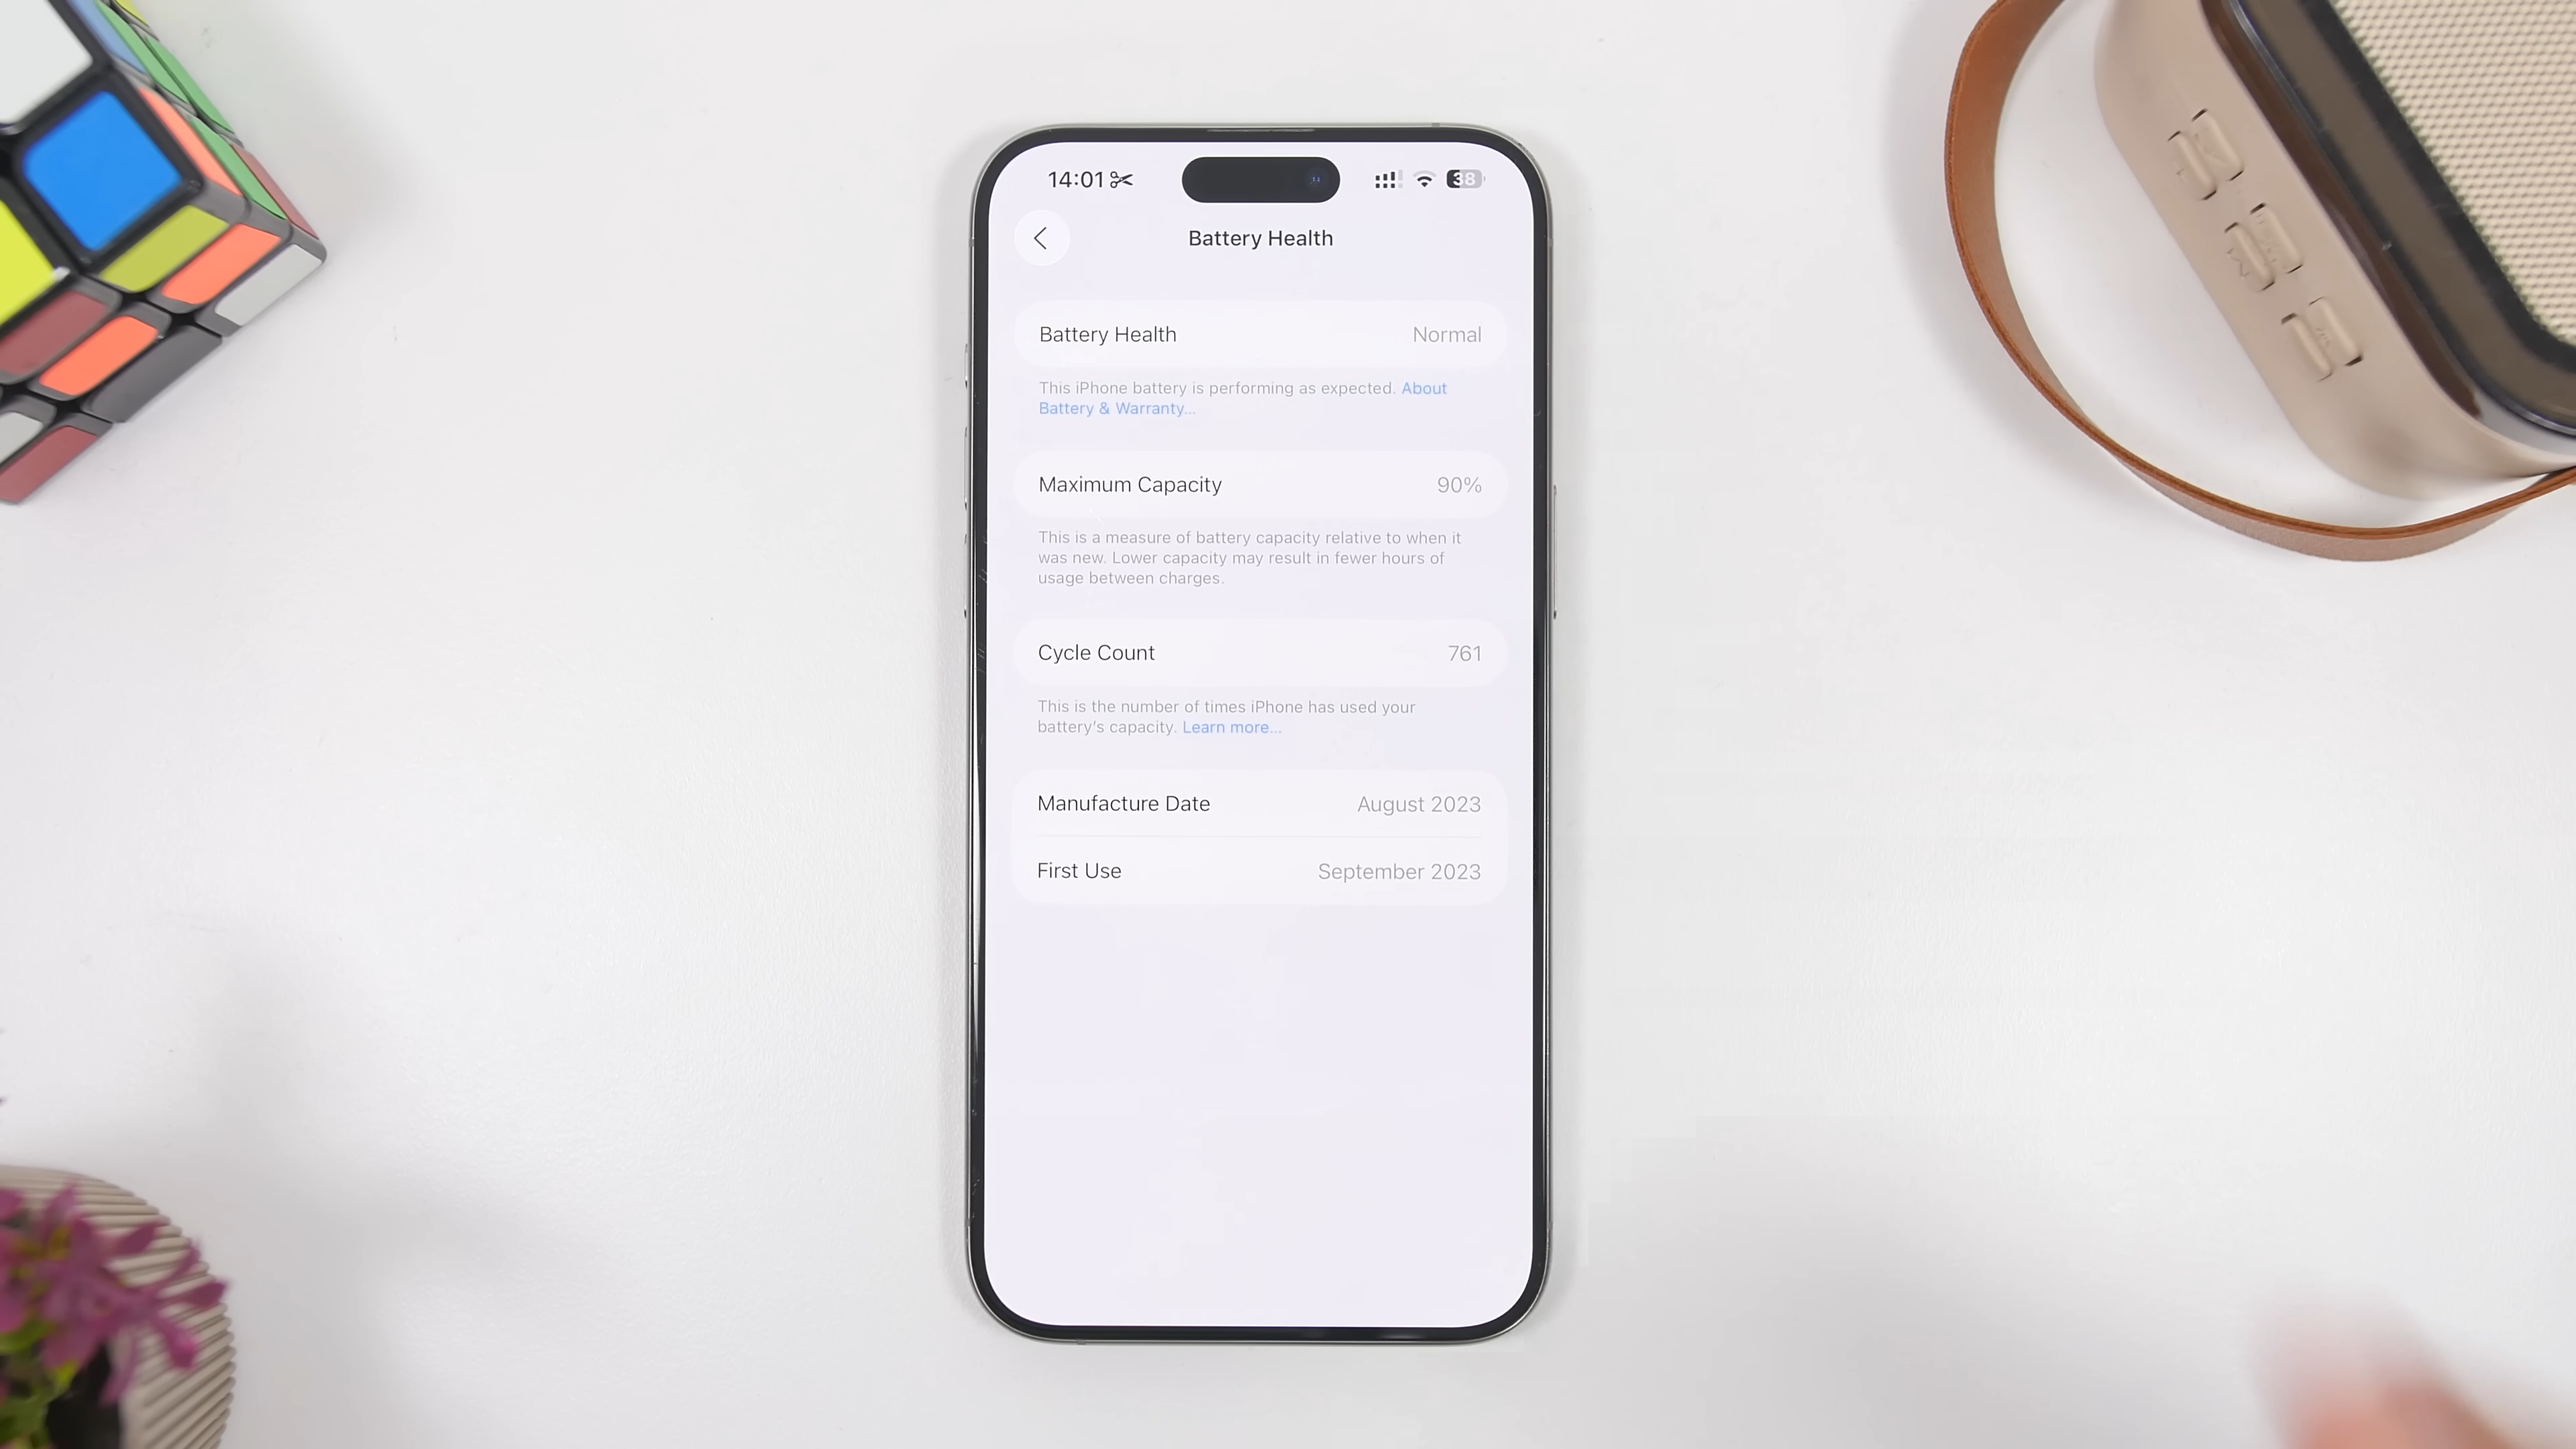 14:01
38
Battery Health
Battery Health Normal
This iPhone battery is performing as expected. About
Battery & Warranty...
Maximum Capacity 90%
This is a measure of battery capacity relative to when it
was new. Lower capacity may result in fewer hours of
usage between charges.
Cycle Count 761
This is the number of times iPhone has used your
battery's capacity. Learn more...
Manufacture Date August 2023
First Use September 2023